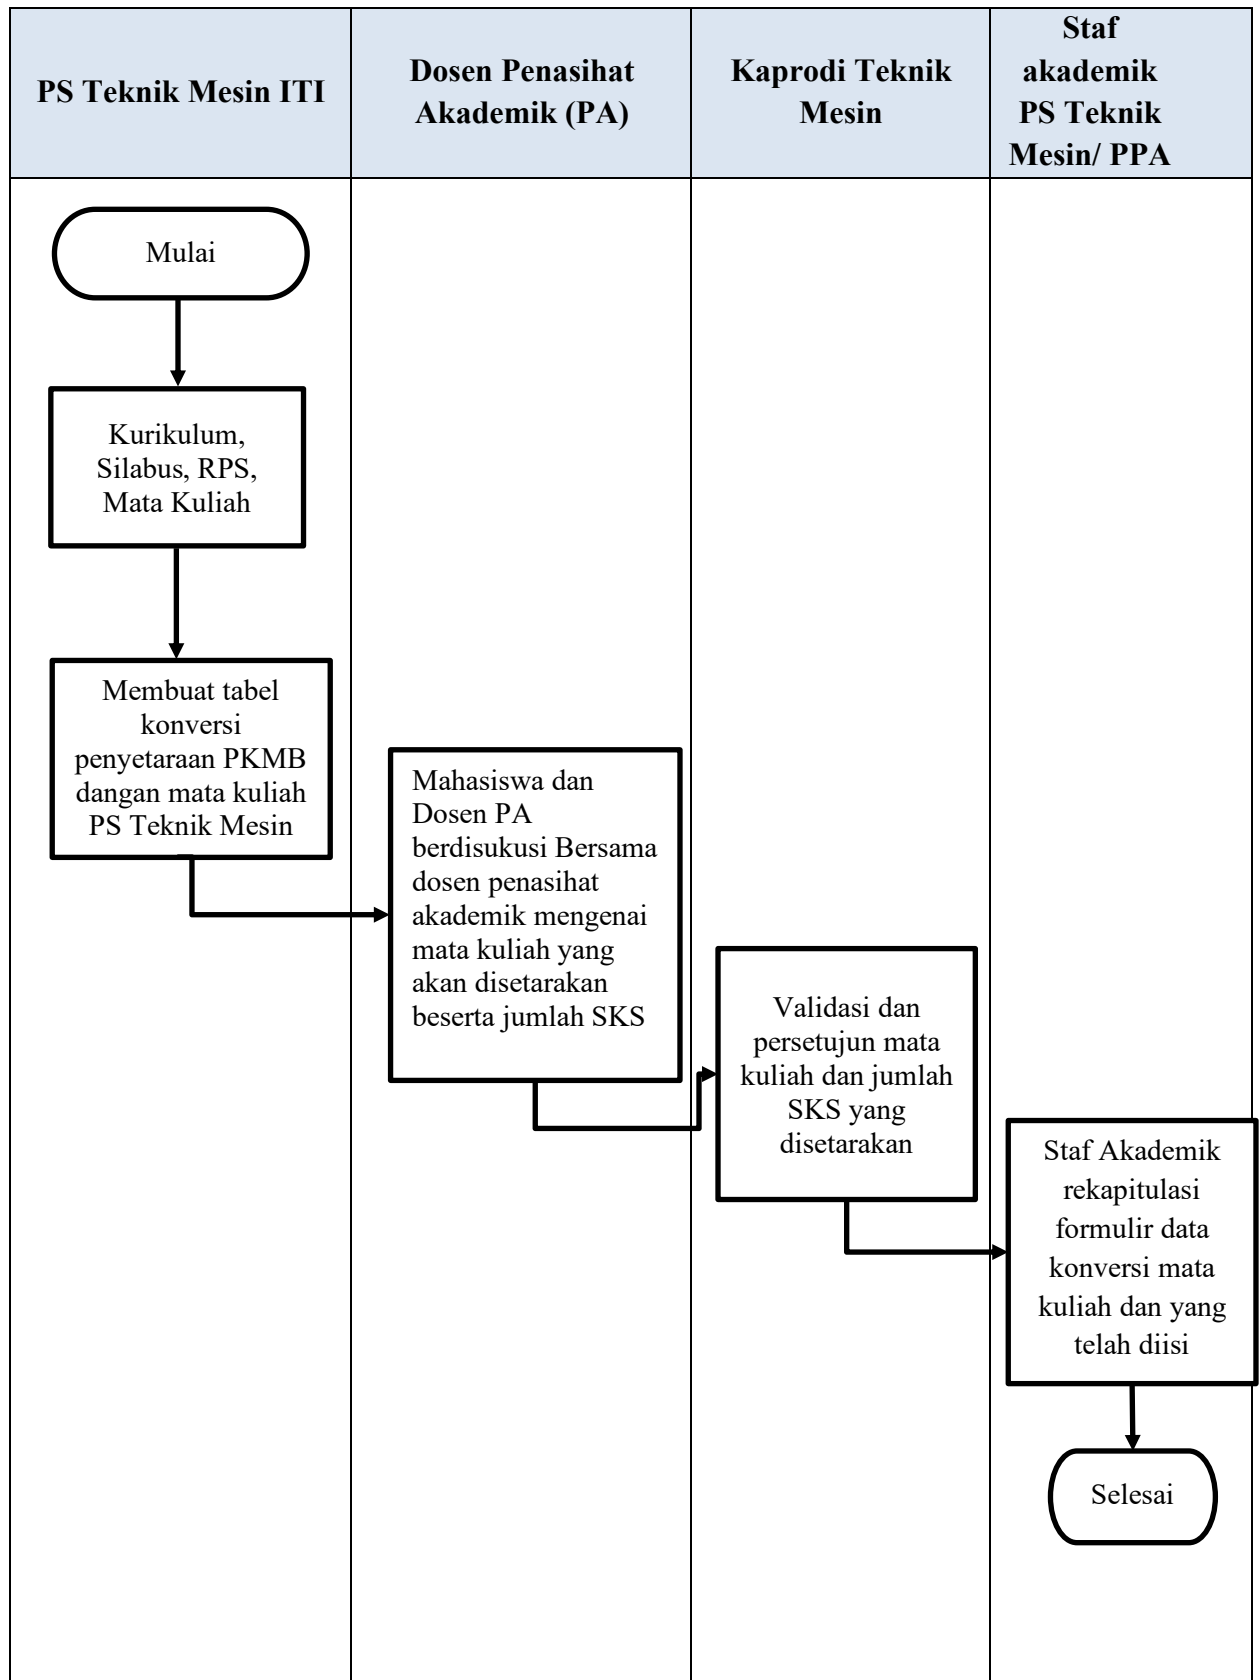 PS Teknik Mesin ITI
Dosen Penasihat
Akademik (PA)
Kaprodi Teknik
Mesin
Staf
akademik
PS Teknik
Mesin/ PPA
Mulai
Kurikulum,
Silabus, RPS,
Mata Kuliah
Membuat tabel
konversi
penyetaraan PKMB
dangan mata kuliah
PS Teknik Mesin
Mahasiswa dan
Dosen PA
berdisukusi Bersama
dosen penasihat
akademik mengenai
mata kuliah yang
akan disetarakan
beserta jumlah SKS
Validasi dan
persetujun mata
kuliah dan jumlah
SKS yang
disetarakan
Staf Akademik
rekapitulasi
formulir data
konversi mata
kuliah dan yang
telah diisi
Selesai